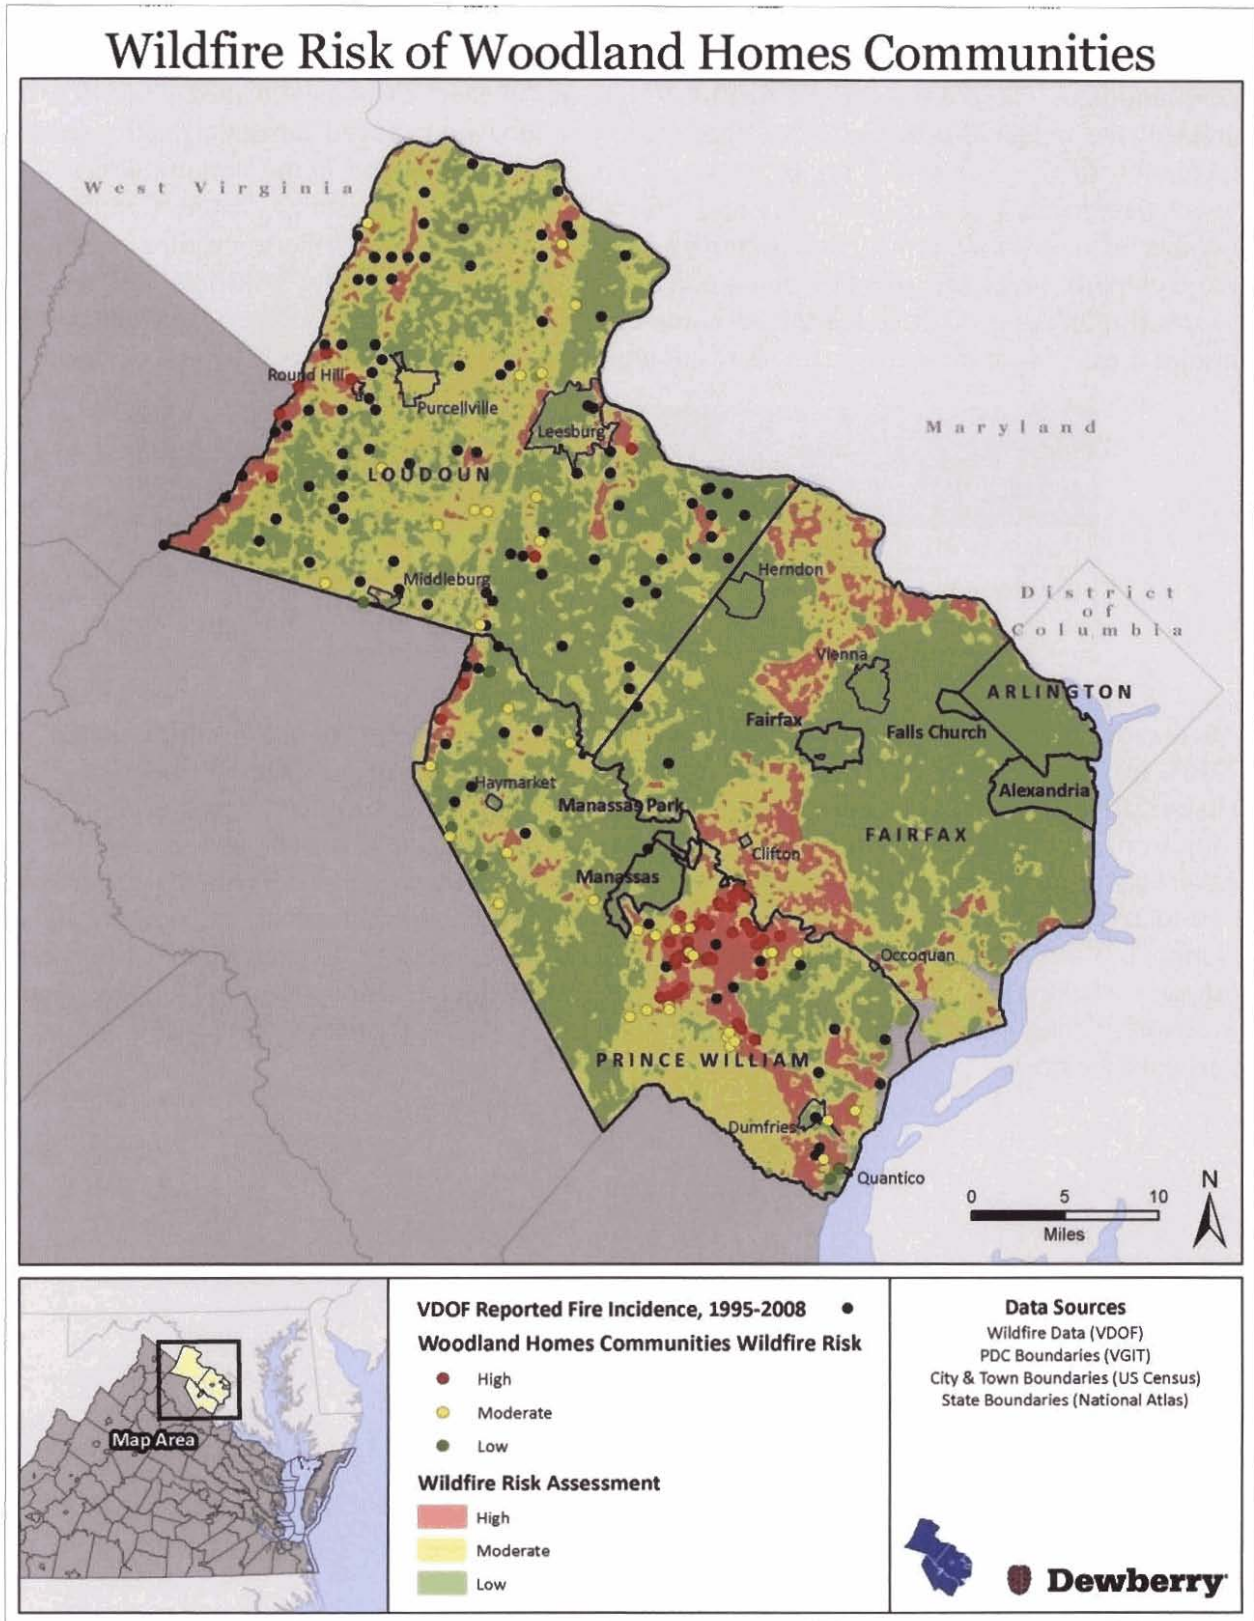 Wildfire Risk of Woodland Homes Communities
West Virginia
Maryland
District
of
Columbia
Round Hill
Purcellville
Leesburg
LOUDOUN
Middleburg
Herndon
Vienna
ARLINGTON
Fairfax
Falls Church
Alexandria
Haymarket
Manassas Park
FAIRFAX
Clifton
Manassas
Occoquan
PRINCE WILLIAM
Dumfries
Quantico
N
0 5 10
Miles
Map Area
VDOF Reported Fire Incidence, 1995-2008
Woodland Homes Communities Wildfire Risk
High
Moderate
Low
Wildfire Risk Assessment
High
Moderate
Low
Data Sources
Wildfire Data (VDOF)
PDC Boundaries (VGIT)
City & Town Boundaries (US Census)
State Boundaries (National Atlas)
Dewberry